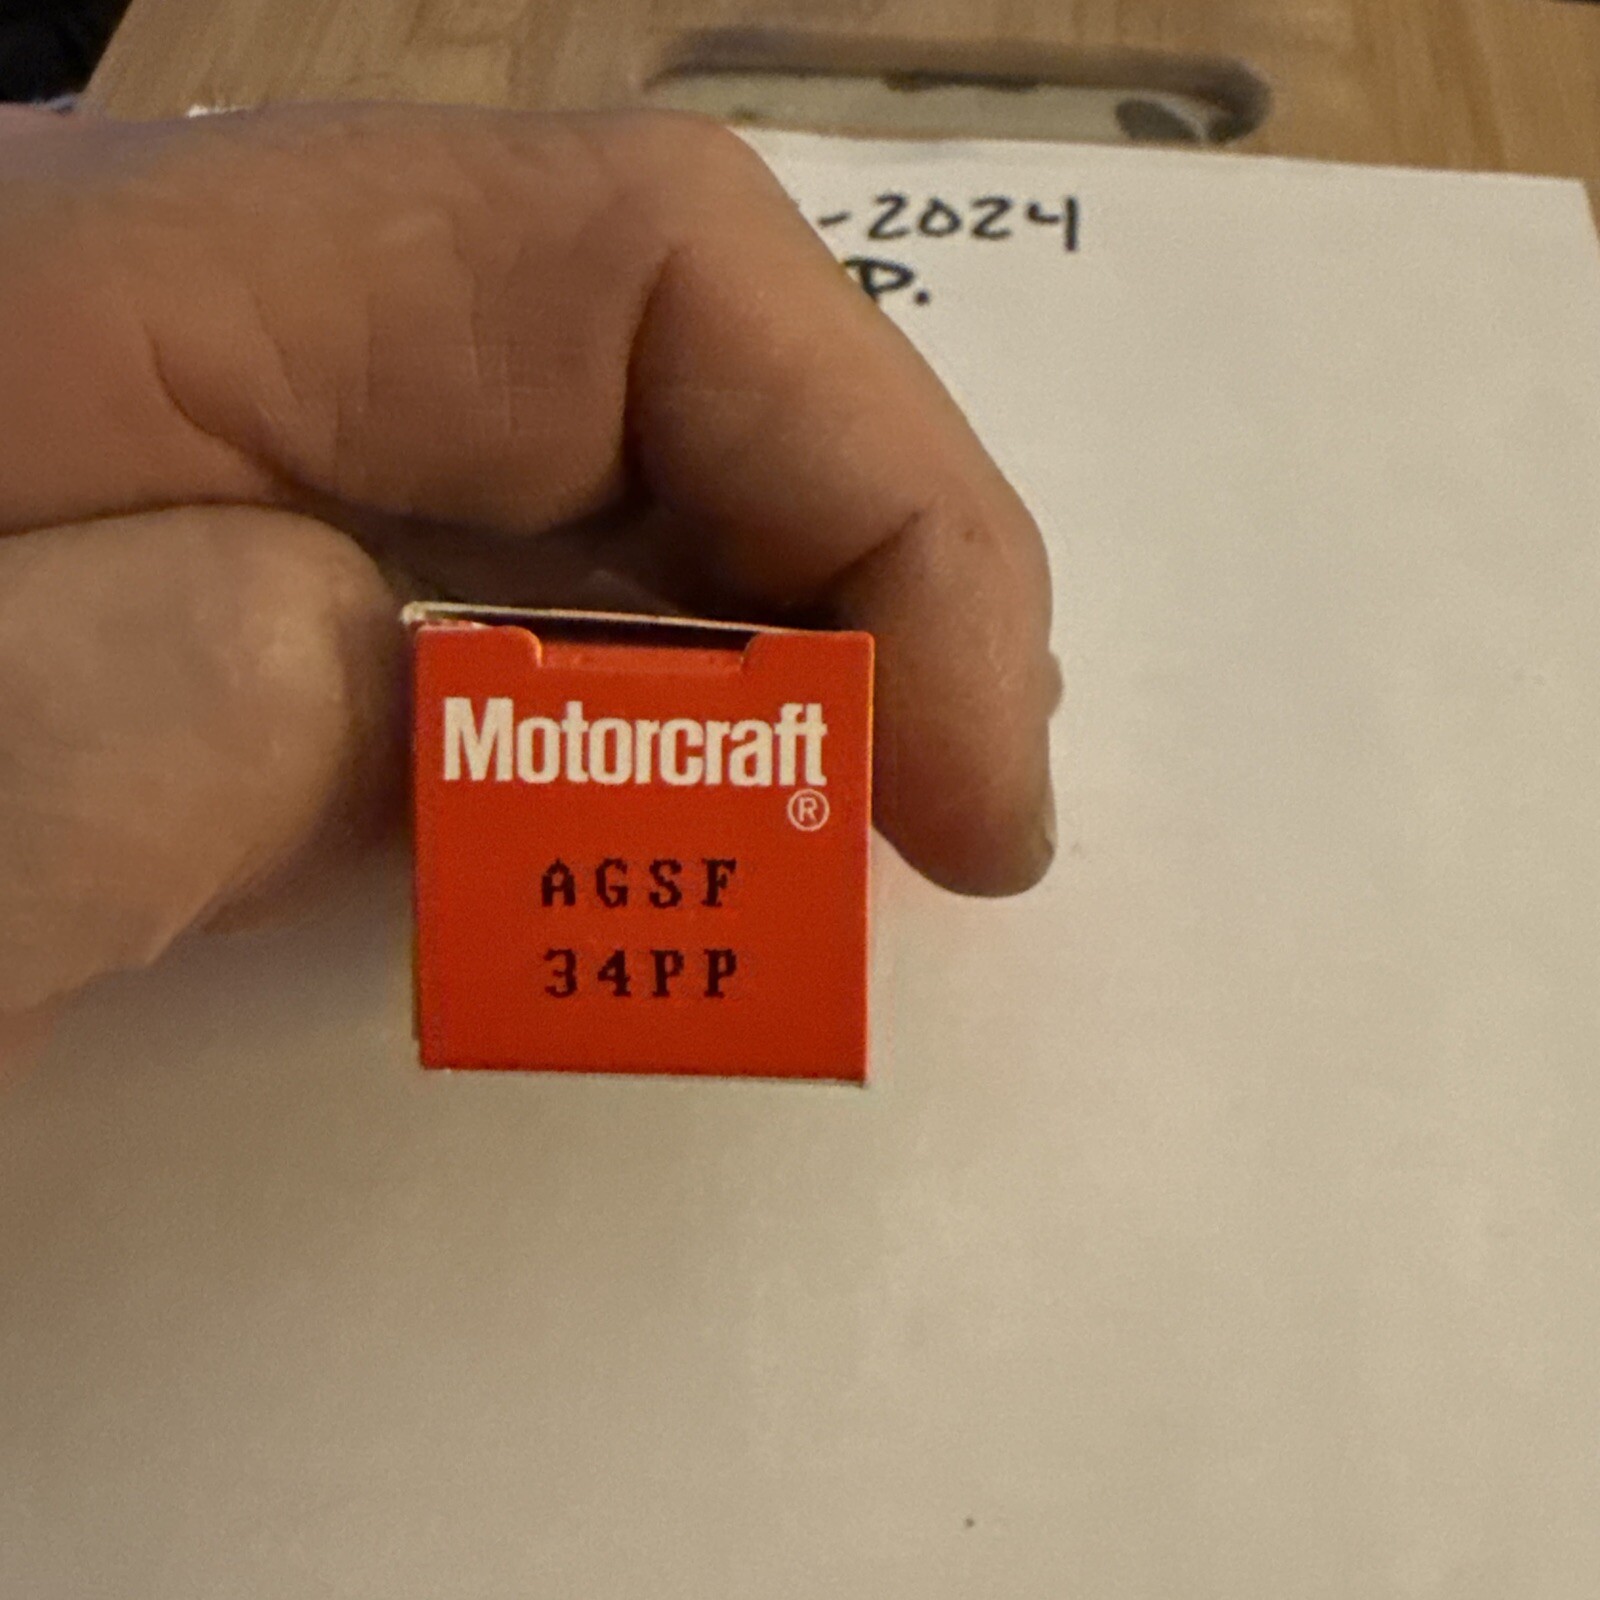 -2024
D.
Motorcraft
®
AGSF
34PP